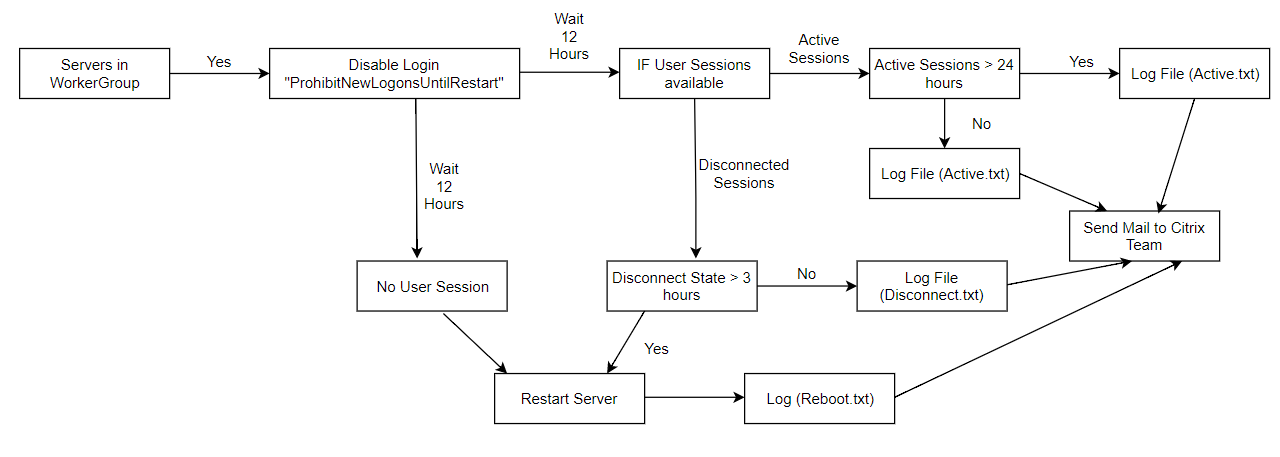 Servers in
WorkerGroup
Yes
Disable Login
"ProhibitNewLogonsUntilRestart"
Wait
12
Hours
IF User Sessions
available
Active
Sessions
Active Sessions > 24
hours
Yes
Log File (Active.txt)
No
Log File (Active.txt)
Wait
12
Hours
Disconnected
Sessions
Send Mail to Citrix
Team
No User Session
Disconnect State > 3
hours
No
Log File
(Disconnect.txt)
Yes
Restart Server
Log (Reboot.txt)